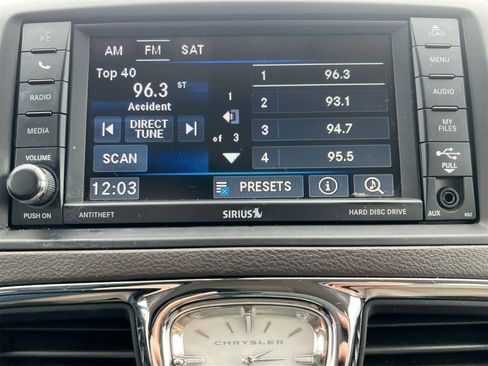 LOAD
AM FM SAT
MENU
Top 40
96.3 ST
Accident
1
of 3
1 96.3
2 93.1
3 94.7
4 95.5
RADIO
AUDIO
DIRECT
TUNE
MEDIA
MY
FILES
SCAN
VOLUME
PULL
12:03
PRESETS
PUSH ON
ANTITHEFT
SIRIUS
HARD DISC DRIVE
AUX
RBZ
CHRYSLER